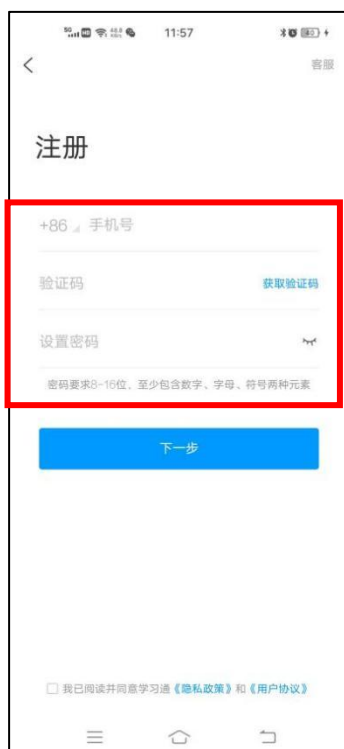 11:57
客服
注册
+86 手机号
验证码 获取验证码
设置密码
密码要求8-16位，至少包含数字、字母、符号两种元素
下一步
我已阅读并同意学习通《隐私政策》和《用户协议》